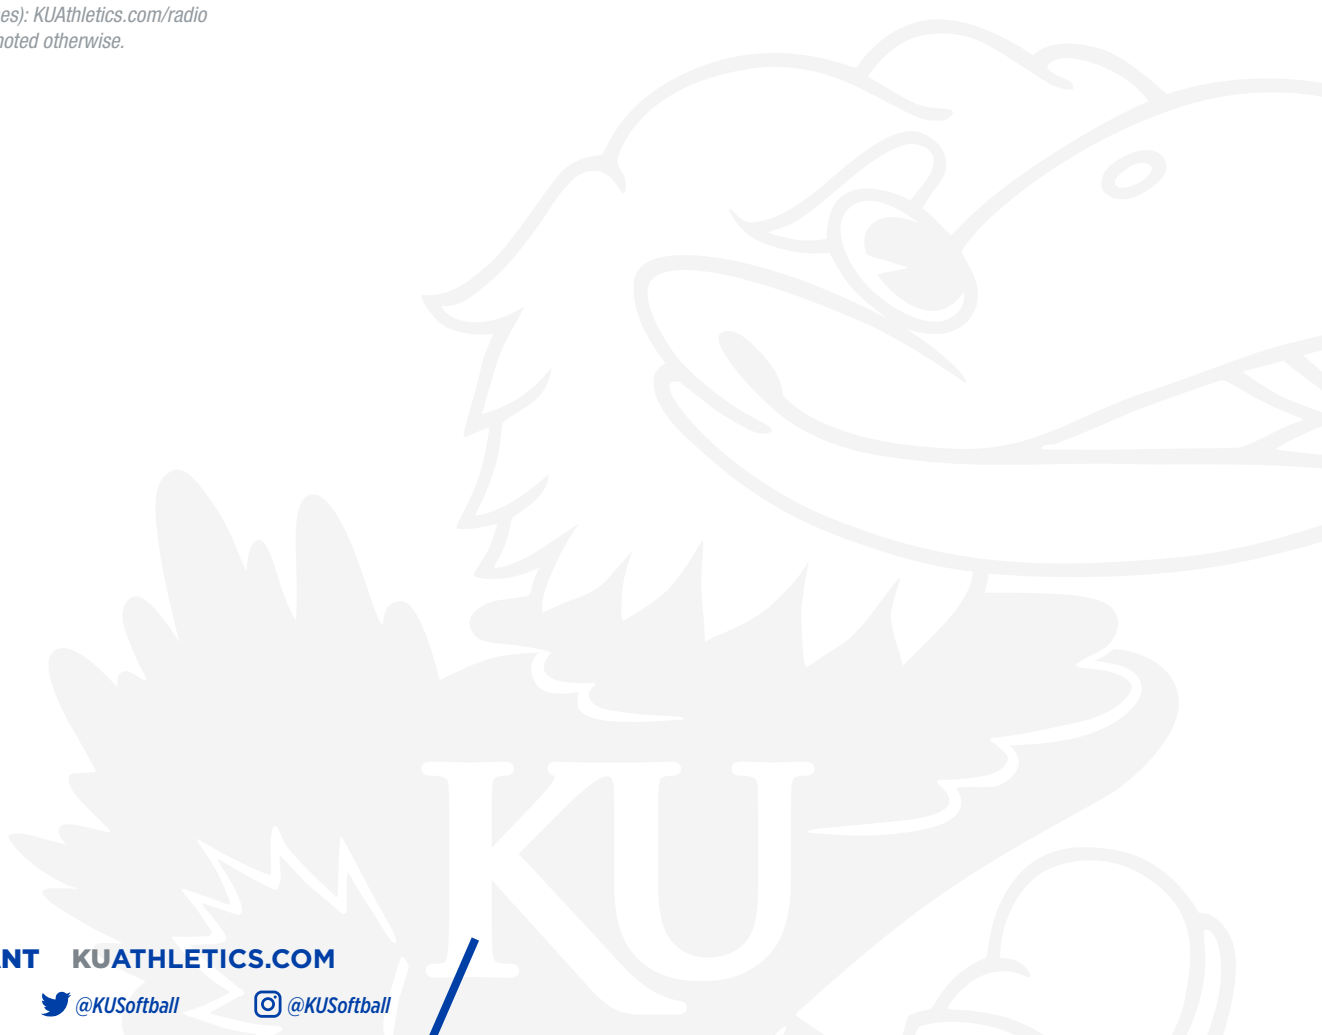 es): KUAthletics.com/radio
noted otherwise.
KU
NT KUATHLETICS.COM
@KUSoftball @KUSoftball